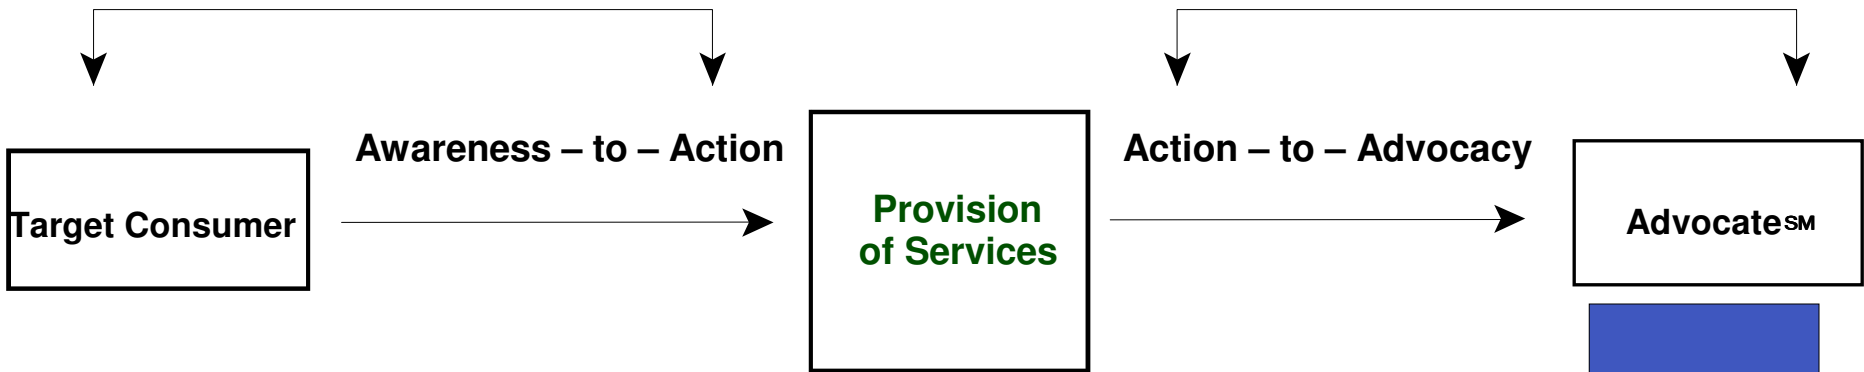 Awareness – to – Action
Action – to – Advocacy
Target Consumer
Provision
of Services
Advocate℠